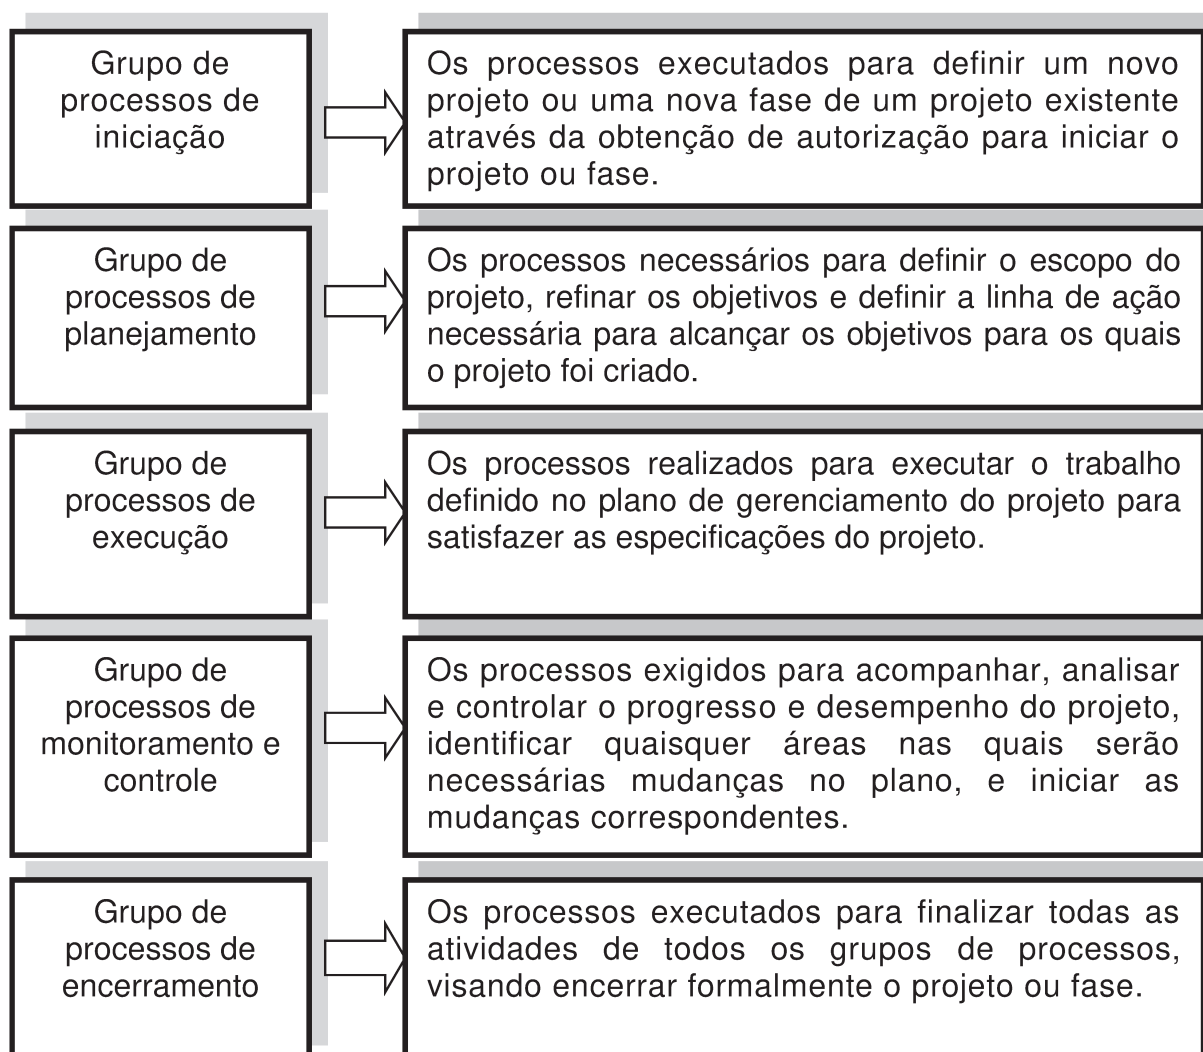 Grupo de
processos de
iniciação
Os processos executados para definir um novo
projeto ou uma nova fase de um projeto existente
através da obtenção de autorização para iniciar o
projeto ou fase.
Grupo de
processos de
planejamento
Os processos necessários para definir o escopo do
projeto, refinar os objetivos e definir a linha de ação
necessária para alcançar os objetivos para os quais
o projeto foi criado.
Grupo de
processos de
execução
Os processos realizados para executar o trabalho
definido no plano de gerenciamento do projeto para
satisfazer as especificações do projeto.
Grupo de
processos de
monitoramento e
controle
Os processos exigidos para acompanhar, analisar
e controlar o progresso e desempenho do projeto,
identificar quaisquer áreas nas quais serão
necessárias mudanças no plano, e iniciar as
mudanças correspondentes.
Grupo de
processos de
encerramento
Os processos executados para finalizar todas as
atividades de todos os grupos de processos,
visando encerrar formalmente o projeto ou fase.